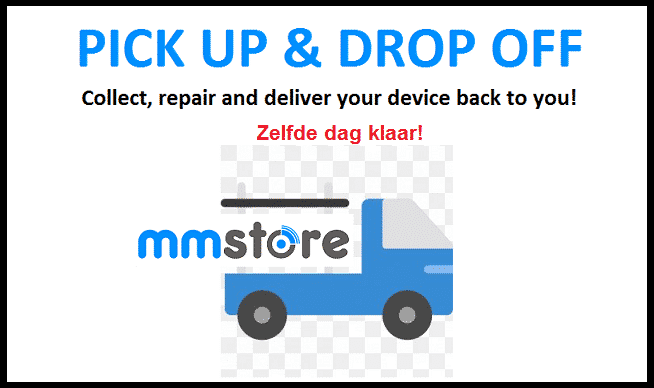 PICK UP & DROP OFF
Collect, repair and deliver your device back to you!
Zelfde dag klaar!
mmstore